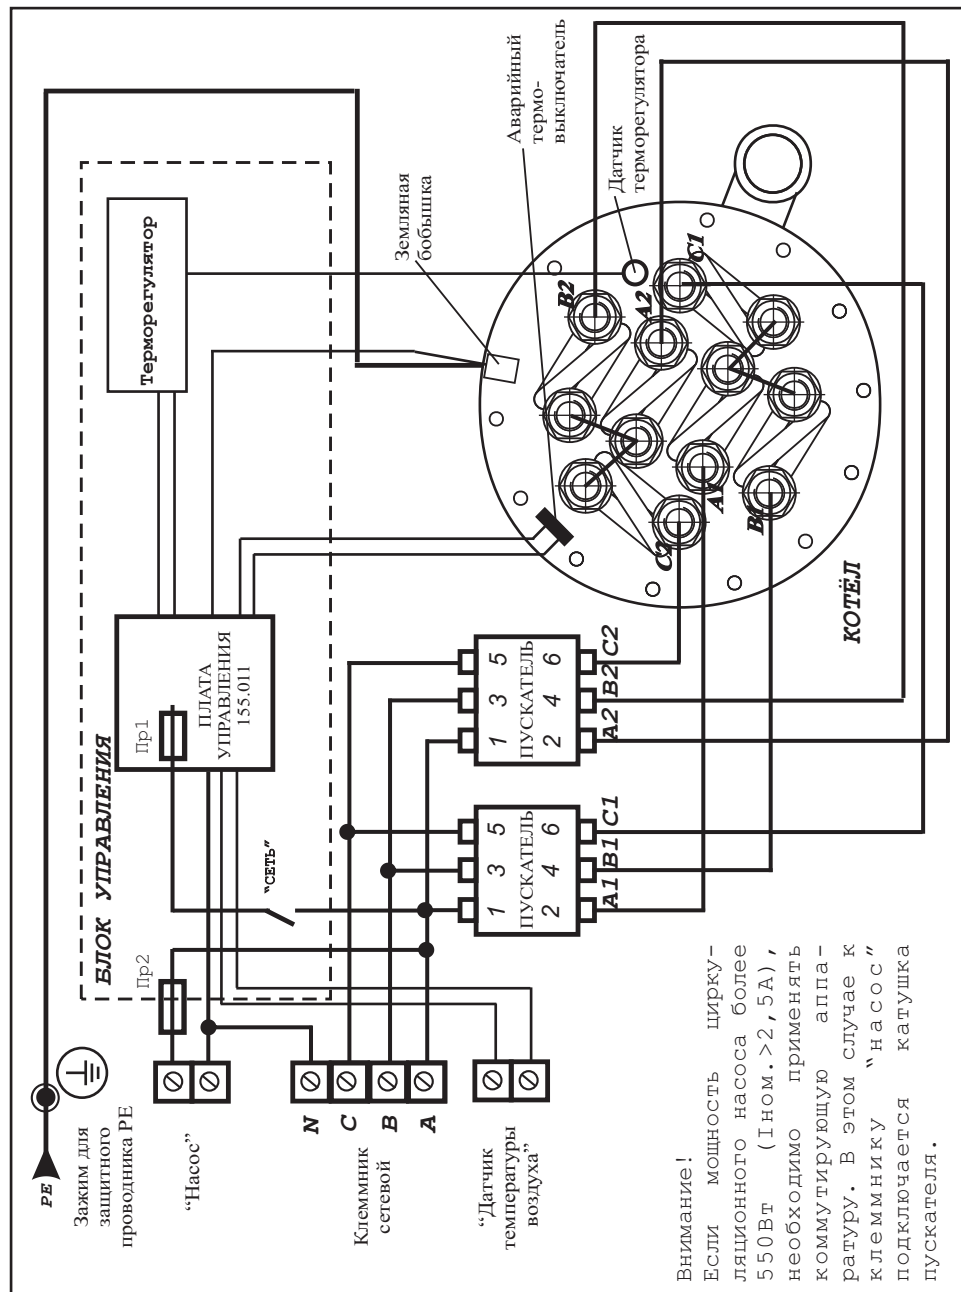 БЛОК УПРАВЛЕНИЯ
Терморегулятор
Земляная
бобышка
Аварийный
термо-
выключатель
Датчик
терморегулятора
Пр1
ПЛАТА
УПРАВЛЕНИЯ
155.011
"СЕТЬ"
Пр2
PE
Зажим для
защитного
проводника PE
"Насос"
N
C
B
A
Клеммник
сетевой
"Датчик
температуры
воздуха"
1 3 5
ПУСКАТЕЛЬ
2 4 6
A1 B1 C1
1 3 5
ПУСКАТЕЛЬ
2 4 6
A2 B2 C2
B2
A2
C1
C2
A1
B1
КОТЁЛ
Внимание!
Если мощность цирку-
ляционного насоса более
550Вт (Iном.>2,5А),
необходимо применять
коммутирующую аппа-
ратуру. В этом случае к
клеммнику "насос"
подключается катушка
пускателя.